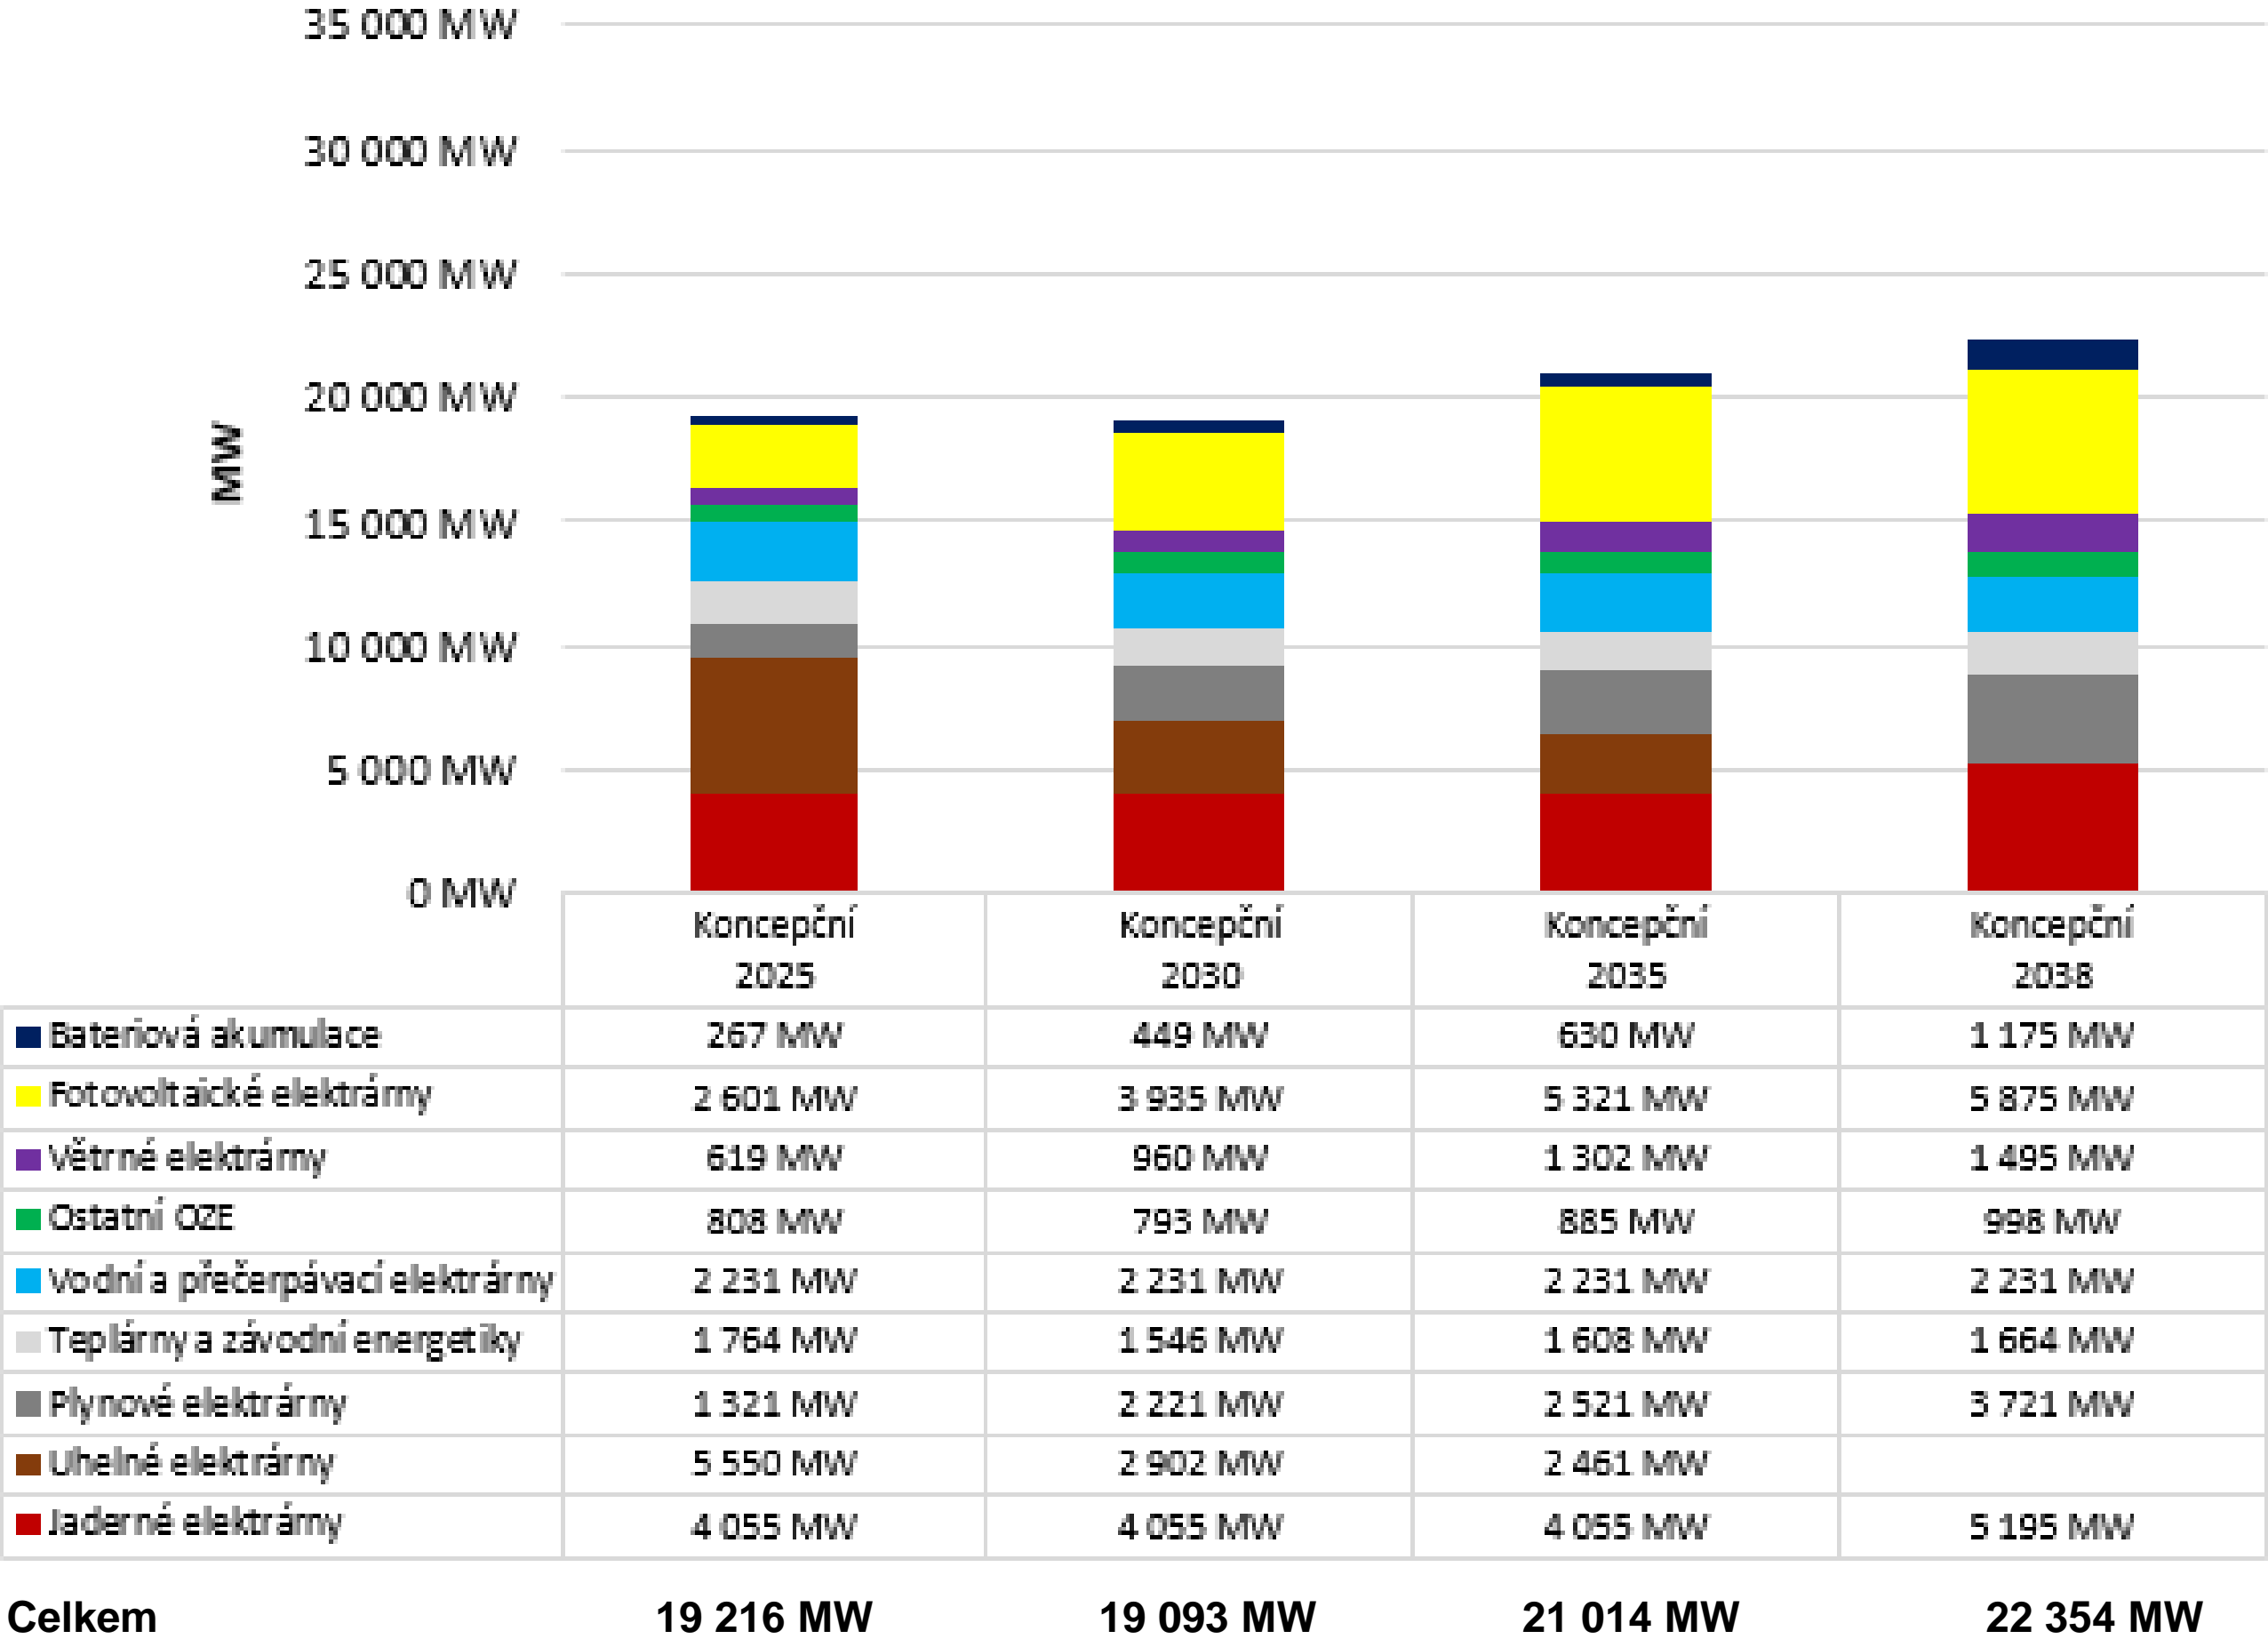 35 000 MW
30 000 MW
25 000 MW
20 000 MW
15 000 MW
10 000 MW
5 000 MW
0 MW
MW
Koncepční 2025
Koncepční 2030
Koncepční 2035
Koncepční 2038
Bateriová akumulace 267 MW 449 MW 630 MW 1 175 MW
Fotovoltaické elektrárny 2 601 MW 3 935 MW 5 321 MW 5 875 MW
Větrné elektrárny 619 MW 960 MW 1 302 MW 1 495 MW
Ostatní OZE 808 MW 793 MW 885 MW 998 MW
Vodní a přečerpávací elektrárny 2 231 MW 2 231 MW 2 231 MW 2 231 MW
Teplárny a závodní energetiky 1 764 MW 1 546 MW 1 608 MW 1 664 MW
Plynové elektrárny 1 321 MW 2 221 MW 2 521 MW 3 721 MW
Uhelné elektrárny 5 550 MW 2 902 MW 2 461 MW
Jaderné elektrárny 4 055 MW 4 055 MW 4 055 MW 5 195 MW
Celkem 19 216 MW 19 093 MW 21 014 MW 22 354 MW